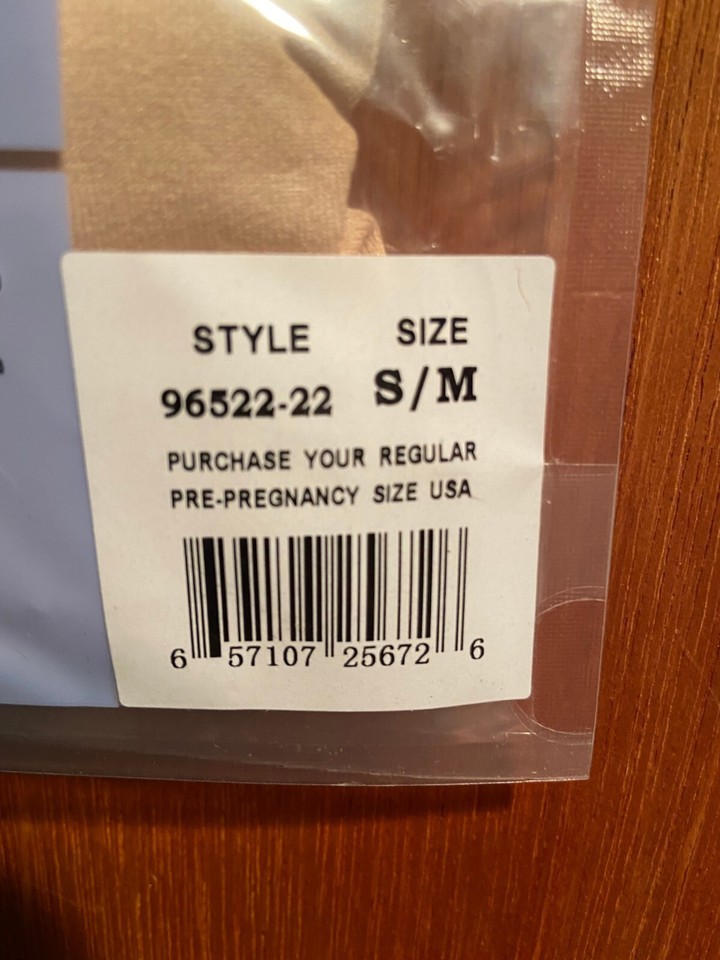 STYLE SIZE
96522-22 S/M
PURCHASE YOUR REGULAR
PRE-PREGNANCY SIZE USA
6 57107 25672 6